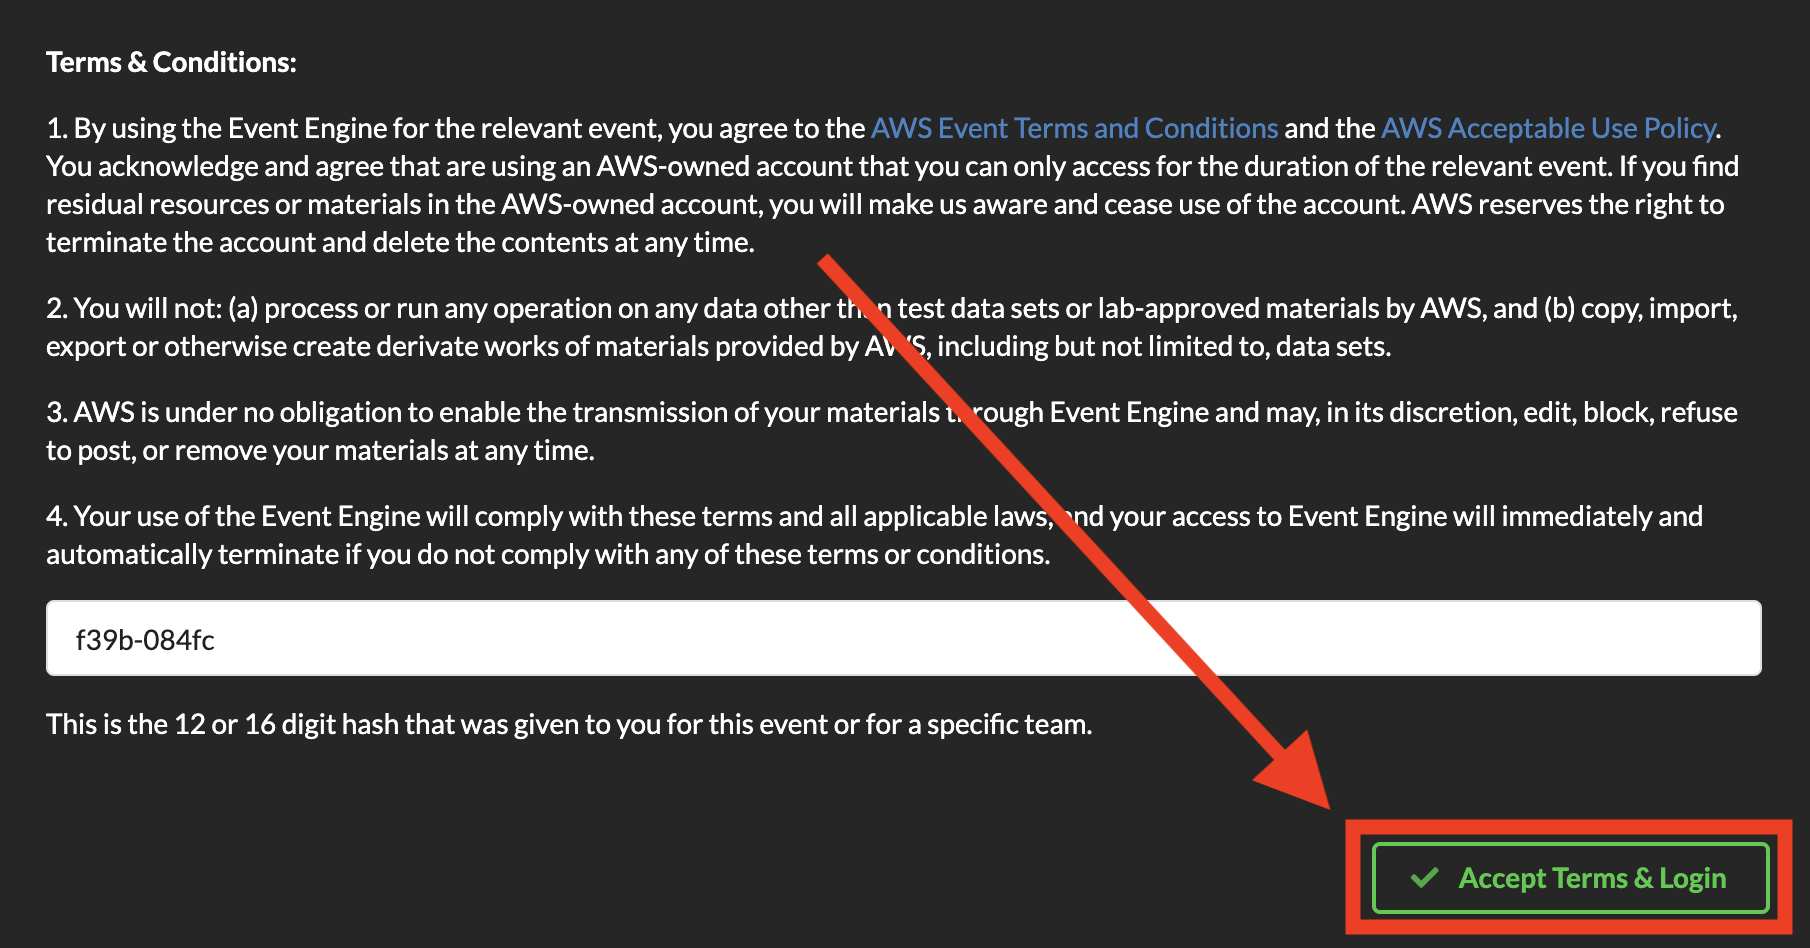 Terms & Conditions:
1. By using the Event Engine for the relevant event, you agree to the AWS Event Terms and Conditions and the AWS Acceptable Use Policy.
You acknowledge and agree that are using an AWS-owned account that you can only access for the duration of the relevant event. If you find
residual resources or materials in the AWS-owned account, you will make us aware and cease use of the account. AWS reserves the right to
terminate the account and delete the contents at any time.
2. You will not: (a) process or run any operation on any data other than test data sets or lab-approved materials by AWS, and (b) copy, import,
export or otherwise create derivate works of materials provided by AWS, including but not limited to, data sets.
3. AWS is under no obligation to enable the transmission of your materials through Event Engine and may, in its discretion, edit, block, refuse
to post, or remove your materials at any time.
4. Your use of the Event Engine will comply with these terms and all applicable laws, and your access to Event Engine will immediately and
automatically terminate if you do not comply with any of these terms or conditions.
f39b-084fc
This is the 12 or 16 digit hash that was given to you for this event or for a specific team.
Accept Terms & Login